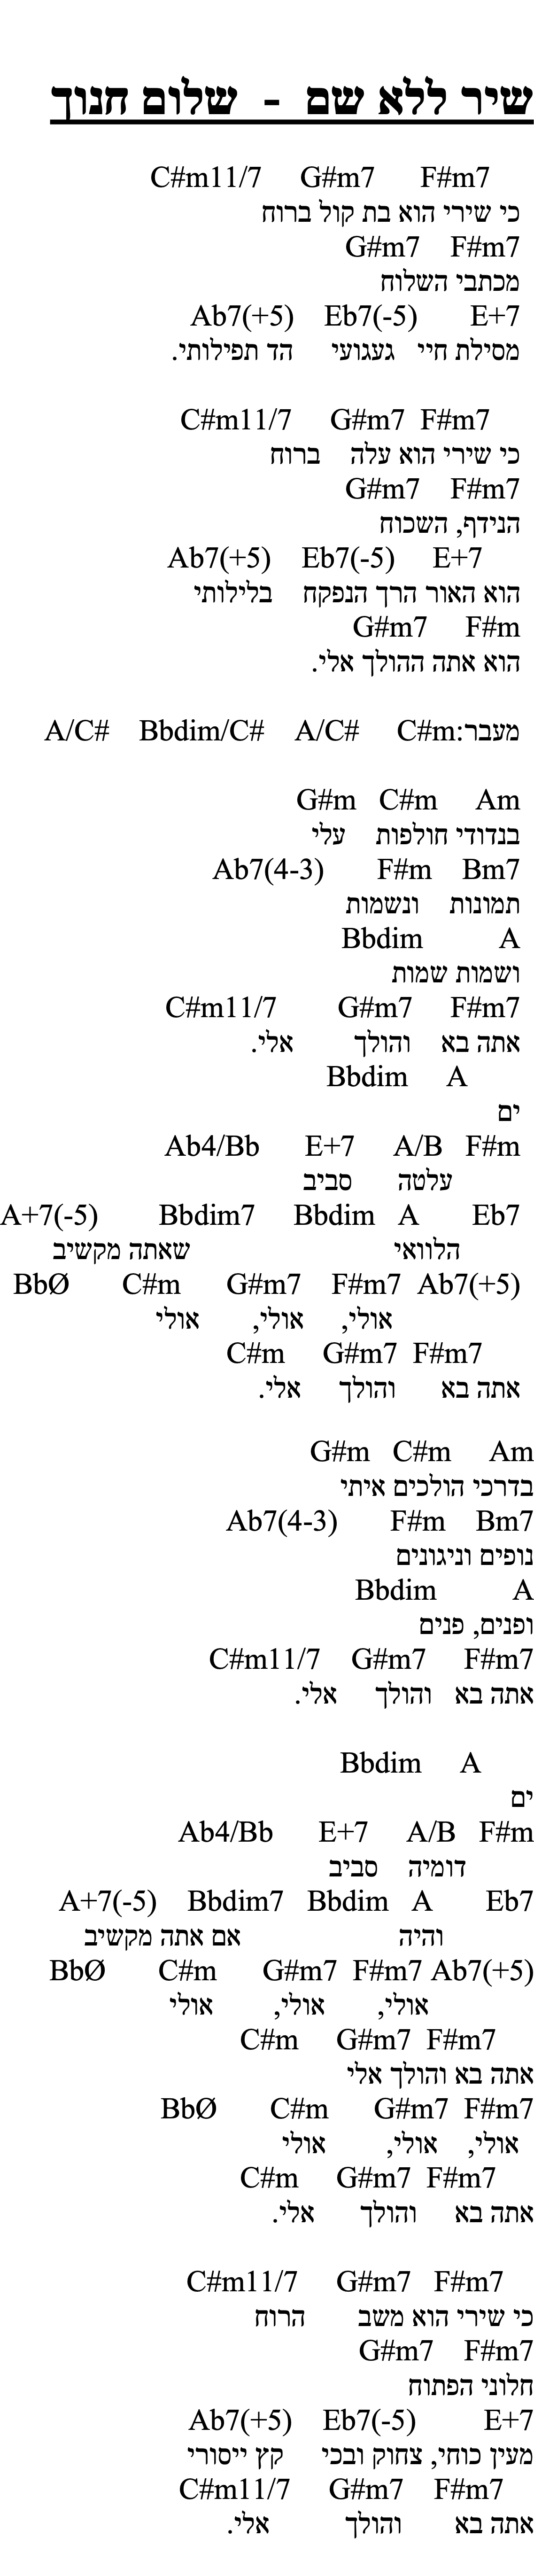 שיר ללא שם - שלום חנוך
F#m7 G#m7 C#m11/7
כי שירי הוא בת קול ברוח
F#m7 G#m7
מכתבי השלוח
E+7 Eb7(-5) Ab7(+5)
מסילת חיי געגועי הד תפילותי.
F#m7 G#m7 C#m11/7
כי שירי הוא עלה ברוח
F#m7 G#m7
הנידף, השכוח
E+7 Eb7(-5) Ab7(+5)
הוא האור הרך הנפקח בלילותי
F#m G#m7
הוא אתה ההולך אלי.
מעבר: C#m A/C# Bbdim/C# A/C#
Am C#m G#m
בנדודי חולפות עלי
Bm7 F#m Ab7(4-3)
תמונות ונשמות
A Bbdim
ושמות שמות
F#m7 G#m7 C#m11/7
אתה בא והולך אלי.
A Bbdim
ים
F#m A/B E+7 Ab4/Bb
עלטה סביב
Eb7 A Bbdim Bbdim7 A+7(-5)
הלוואי שאתה מקשיב
Ab7(+5) F#m7 G#m7 C#m BbØ
אולי, אולי, אולי
F#m7 G#m7 C#m
אתה בא והולך אלי.
Am C#m G#m
בדרכי הולכים איתי
Bm7 F#m Ab7(4-3)
נופים וניגונים
A Bbdim
ופנים, פנים
F#m7 G#m7 C#m11/7
אתה בא והולך אלי.
A Bbdim
ים
F#m A/B E+7 Ab4/Bb
דומיה סביב
Eb7 A Bbdim Bbdim7 A+7(-5)
והיה אם אתה מקשיב
Ab7(+5) F#m7 G#m7 C#m BbØ
אולי, אולי, אולי
F#m7 G#m7 C#m
אתה בא והולך אלי
F#m7 G#m7 C#m BbØ
אולי, אולי, אולי
F#m7 G#m7 C#m
אתה בא והולך אלי.
F#m7 G#m7 C#m11/7
כי שירי הוא משב הרוח
F#m7 G#m7
חלוני הפתוח
E+7 Eb7(-5) Ab7(+5)
מעין כוחי, צחוק ובכי קץ ייסורי
F#m7 G#m7 C#m11/7
אתה בא והולך אלי.